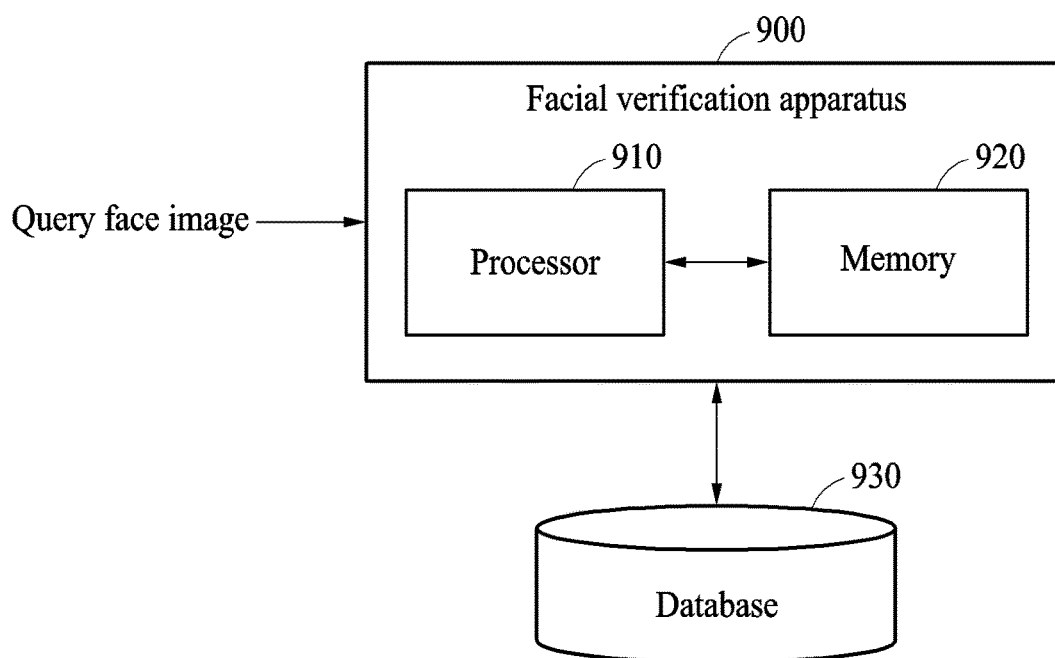 900
Facial verification apparatus
910
920
Query face image
Processor
Memory
930
Database